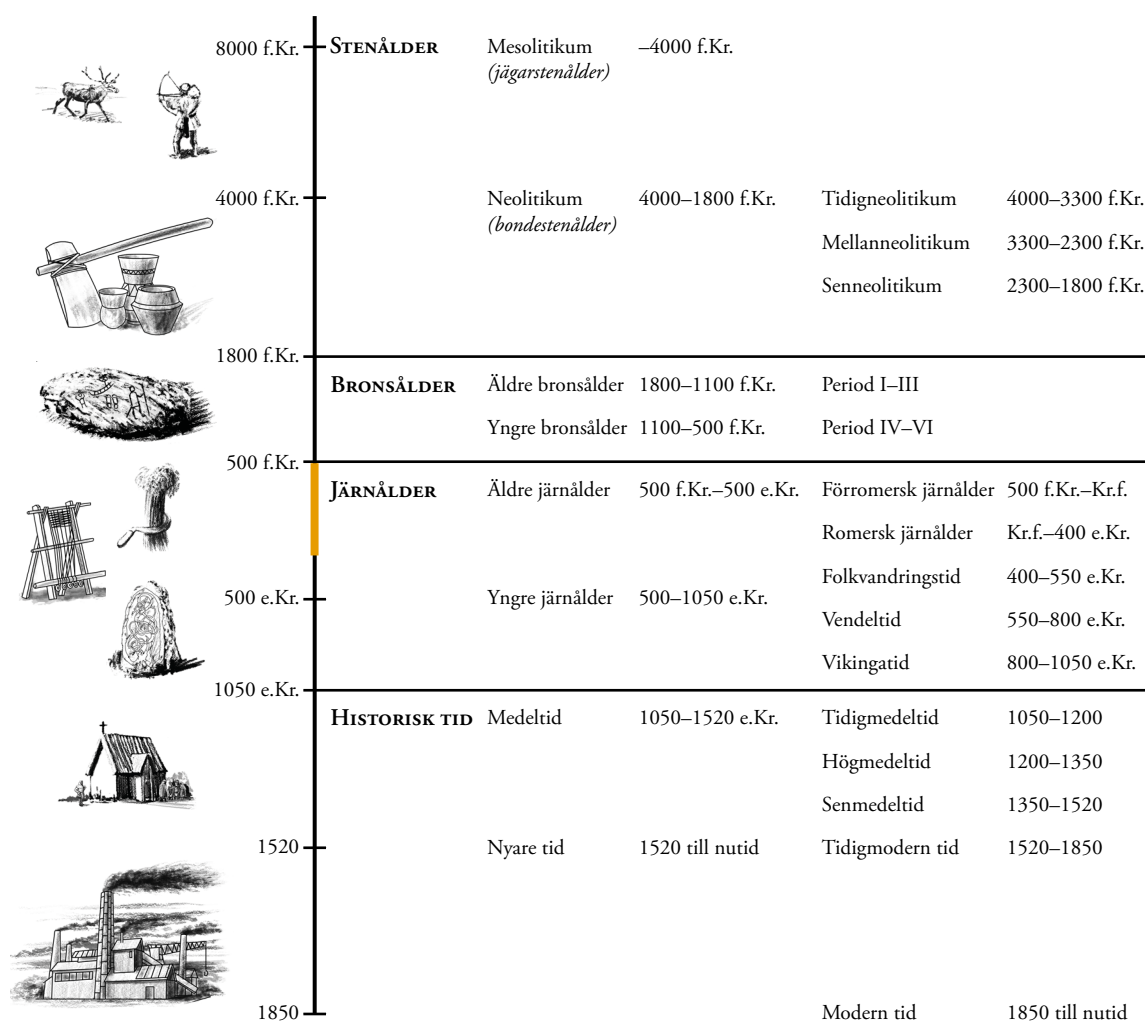 8000 f.Kr. STENÅLDER Mesolitikum –4000 f.Kr.
(jägarstenålder)
4000 f.Kr. Neolitikum 4000–1800 f.Kr. Tidigneolitikum 4000–3300 f.Kr.
(bondestenålder)
Mellanneolitikum 3300–2300 f.Kr.
Senneolitikum 2300–1800 f.Kr.
1800 f.Kr.
BRONSÅLDER Äldre bronsålder 1800–1100 f.Kr. Period I–III
Yngre bronsålder 1100–500 f.Kr. Period IV–VI
500 f.Kr.
JÄRNÅLDER Äldre järnålder 500 f.Kr.–500 e.Kr. Förromersk järnålder 500 f.Kr.–Kr.f.
Romersk järnålder Kr.f.–400 e.Kr.
Folkvandringstid 400–550 e.Kr.
500 e.Kr. Yngre järnålder 500–1050 e.Kr.
Vendeltid 550–800 e.Kr.
Vikingatid 800–1050 e.Kr.
1050 e.Kr.
HISTORISK TID Medeltid 1050–1520 e.Kr. Tidigmedeltid 1050–1200
Högmedeltid 1200–1350
Senmedeltid 1350–1520
1520 Nyare tid 1520 till nutid Tidigmodern tid 1520–1850
1850 Modern tid 1850 till nutid